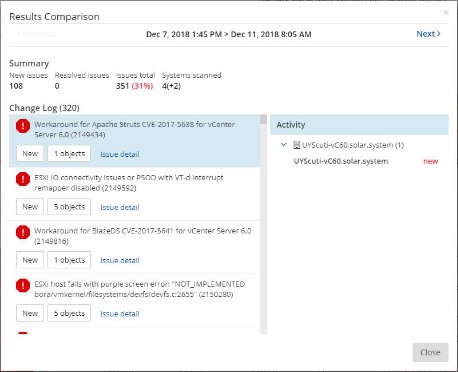 Results Comparison
×
Previous
Dec 7, 2018 1:45 PM > Dec 11, 2018 8:05 AM
Next >
Summary
New issues
Resolved issues
Issues total
Systems scanned
108
0
351 (31%)
4(+2)
Change Log (320)
Workaround for Apache Struts CVE-2017-5638 for vCenter
Server 6.0 (2149434)
New
1 objects
Issue detail
ESXi IO connectivity issues or PSOD with VT-d interrupt
remapper disabled (2149592)
New
5 objects
Issue detail
Workaround for BlazeDS CVE-2017-5641 for vCenter Server 6.0
(2149816)
New
1 objects
Issue detail
ESXi host fails with purple screen error: "NOT_IMPLEMENTED
bora/vmkernel/filesystems/devfs/devfs.c:2655" (2150280)
New
5 objects
Issue detail
Activity
UYScuti-vC60.solar.system (1)
UYScuti-vC60.solar.system
new
Close